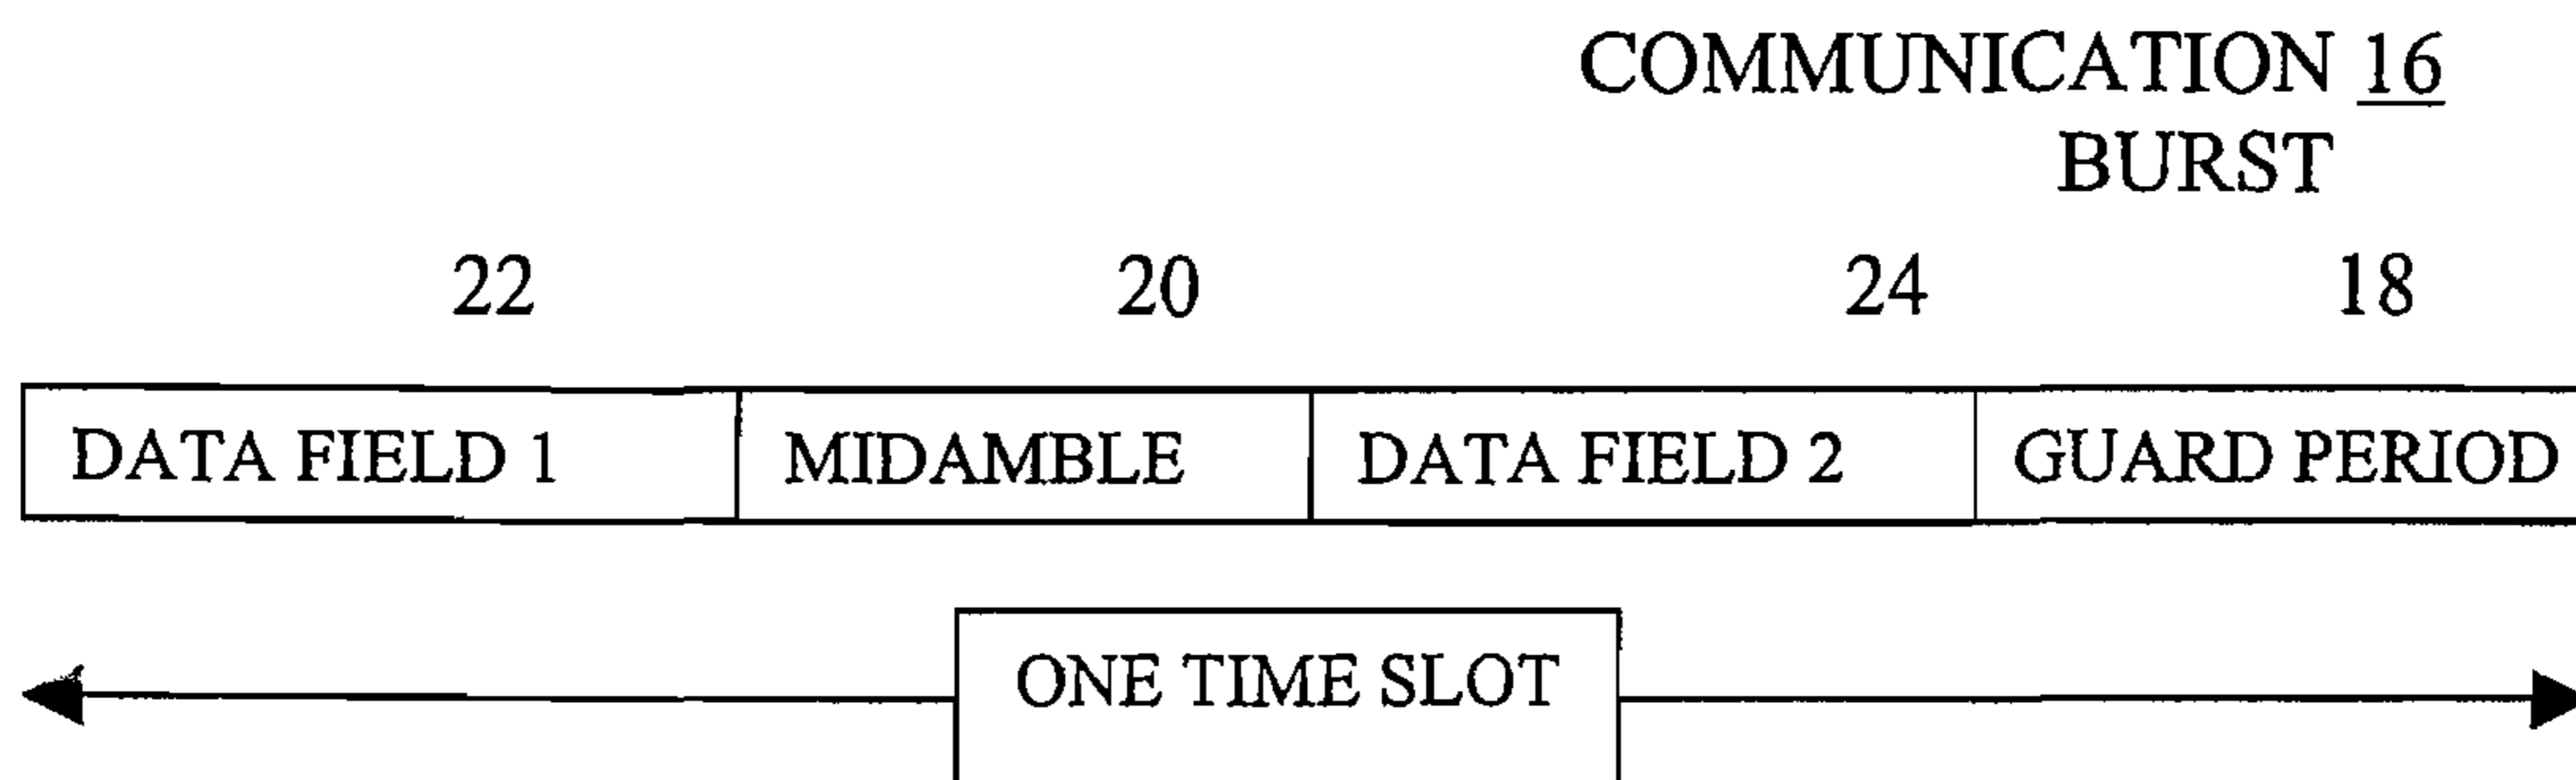 COMMUNICATION 16
BURST
22 20 24 18
DATA FIELD 1 MIDAMBLE DATA FIELD 2 GUARD PERIOD
ONE TIME SLOT